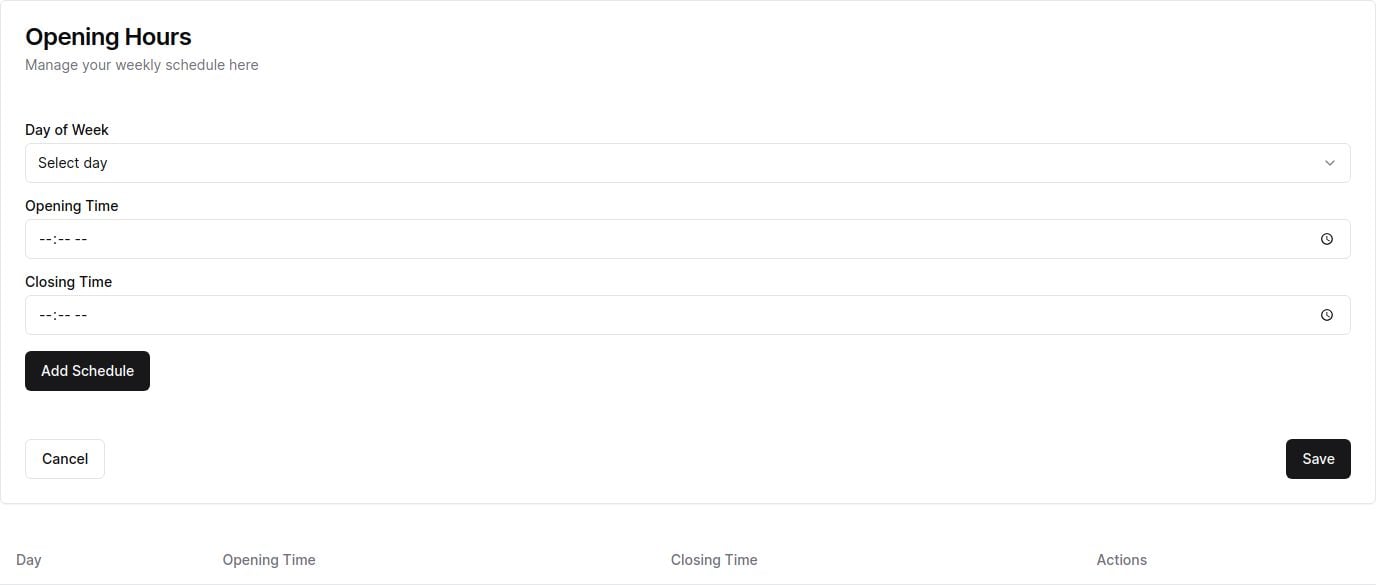 Opening Hours
Manage your weekly schedule here
Day of Week
Select day
Opening Time
--:-- --
Closing Time
--:-- --
Add Schedule
Cancel Save
Day Opening Time Closing Time Actions